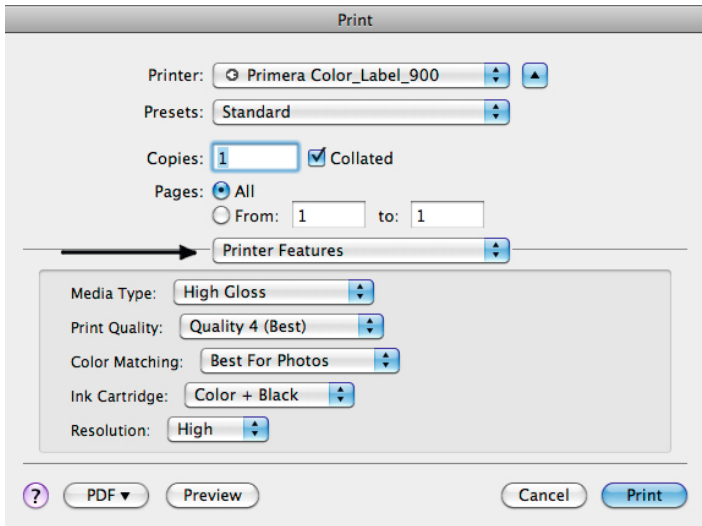 Print
Printer: Primera Color_Label_900
Presets: Standard
Copies: 1 Collated
Pages: All
From: 1 to: 1
Printer Features
Media Type: High Gloss
Print Quality: Quality 4 (Best)
Color Matching: Best For Photos
Ink Cartridge: Color + Black
Resolution: High
? PDF ▼ Preview Cancel Print